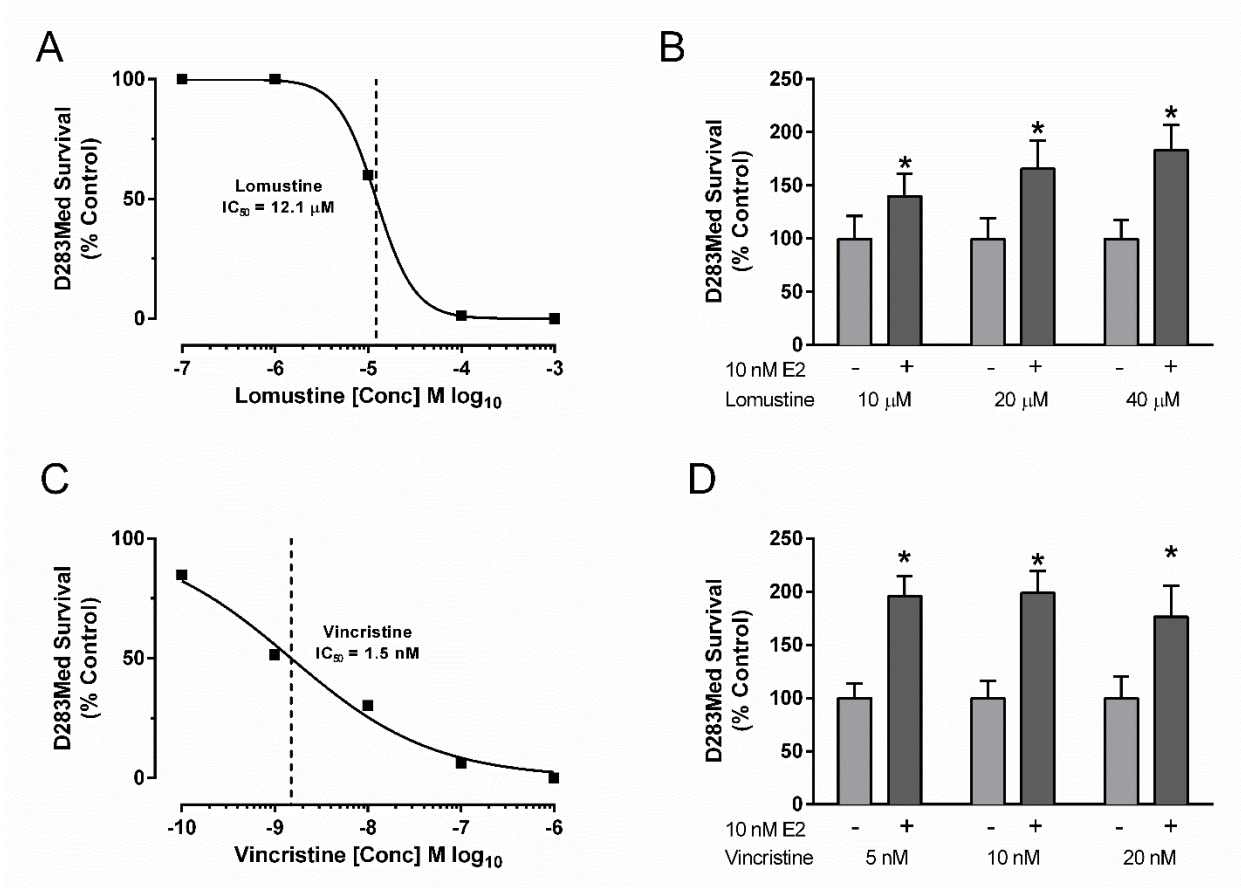 A
100
50
0
D283Med Survival
(% Control)
Lomustine
IC50 = 12.1 μM
-7 -6 -5 -4 -3
Lomustine [Conc] M log10
B
250
200
150
100
50
0
D283Med Survival
(% Control)
* * *
10 nM E2 - + - + - +
Lomustine 10 μM 20 μM 40 μM
C
100
50
0
D283Med Survival
(% Control)
Vincristine
IC50 = 1.5 nM
-10 -9 -8 -7 -6
Vincristine [Conc] M log10
D
250
200
150
100
50
0
D283Med Survival
(% Control)
* * *
10 nM E2 - + - + - +
Vincristine 5 nM 10 nM 20 nM